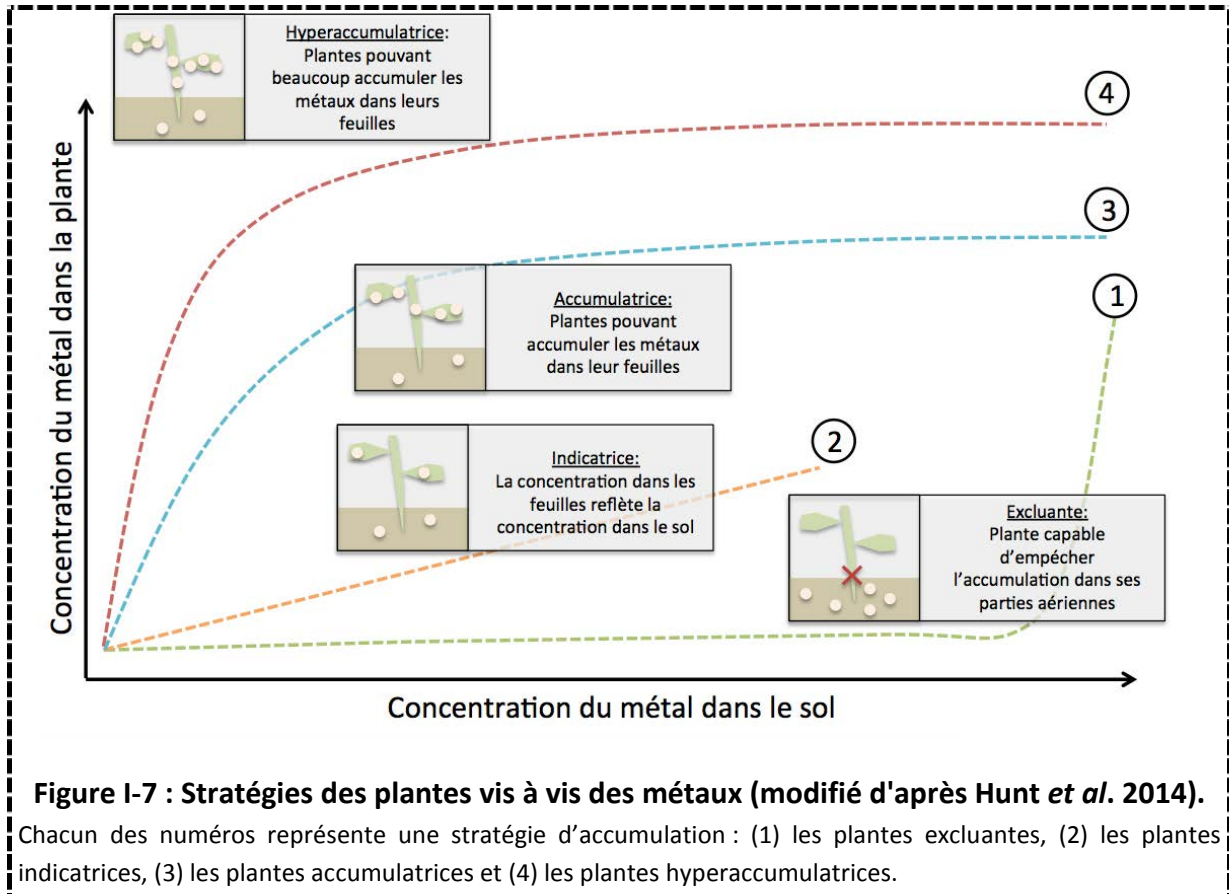 Hyperaccumulatrice:
Plantes pouvant
beaucoup accumuler les
métaux dans leurs
feuilles
4
3
Accumulatrice:
Plantes pouvant
accumuler les métaux
dans leur feuilles
1
2
Indicatrice:
La concentration dans les
feuilles reflète la
concentration dans le sol
Excluante:
Plante capable
d'empécher
l'accumulation dans ses
parties aériennes
Concentration du métal dans la plante
Concentration du métal dans le sol
Figure I-7 : Stratégies des plantes vis à vis des métaux (modifié d'après Hunt et al. 2014).
Chacun des numéros représente une stratégie d'accumulation : (1) les plantes excluantes, (2) les plantes
indicatrices, (3) les plantes accumulatrices et (4) les plantes hyperaccumulatrices.